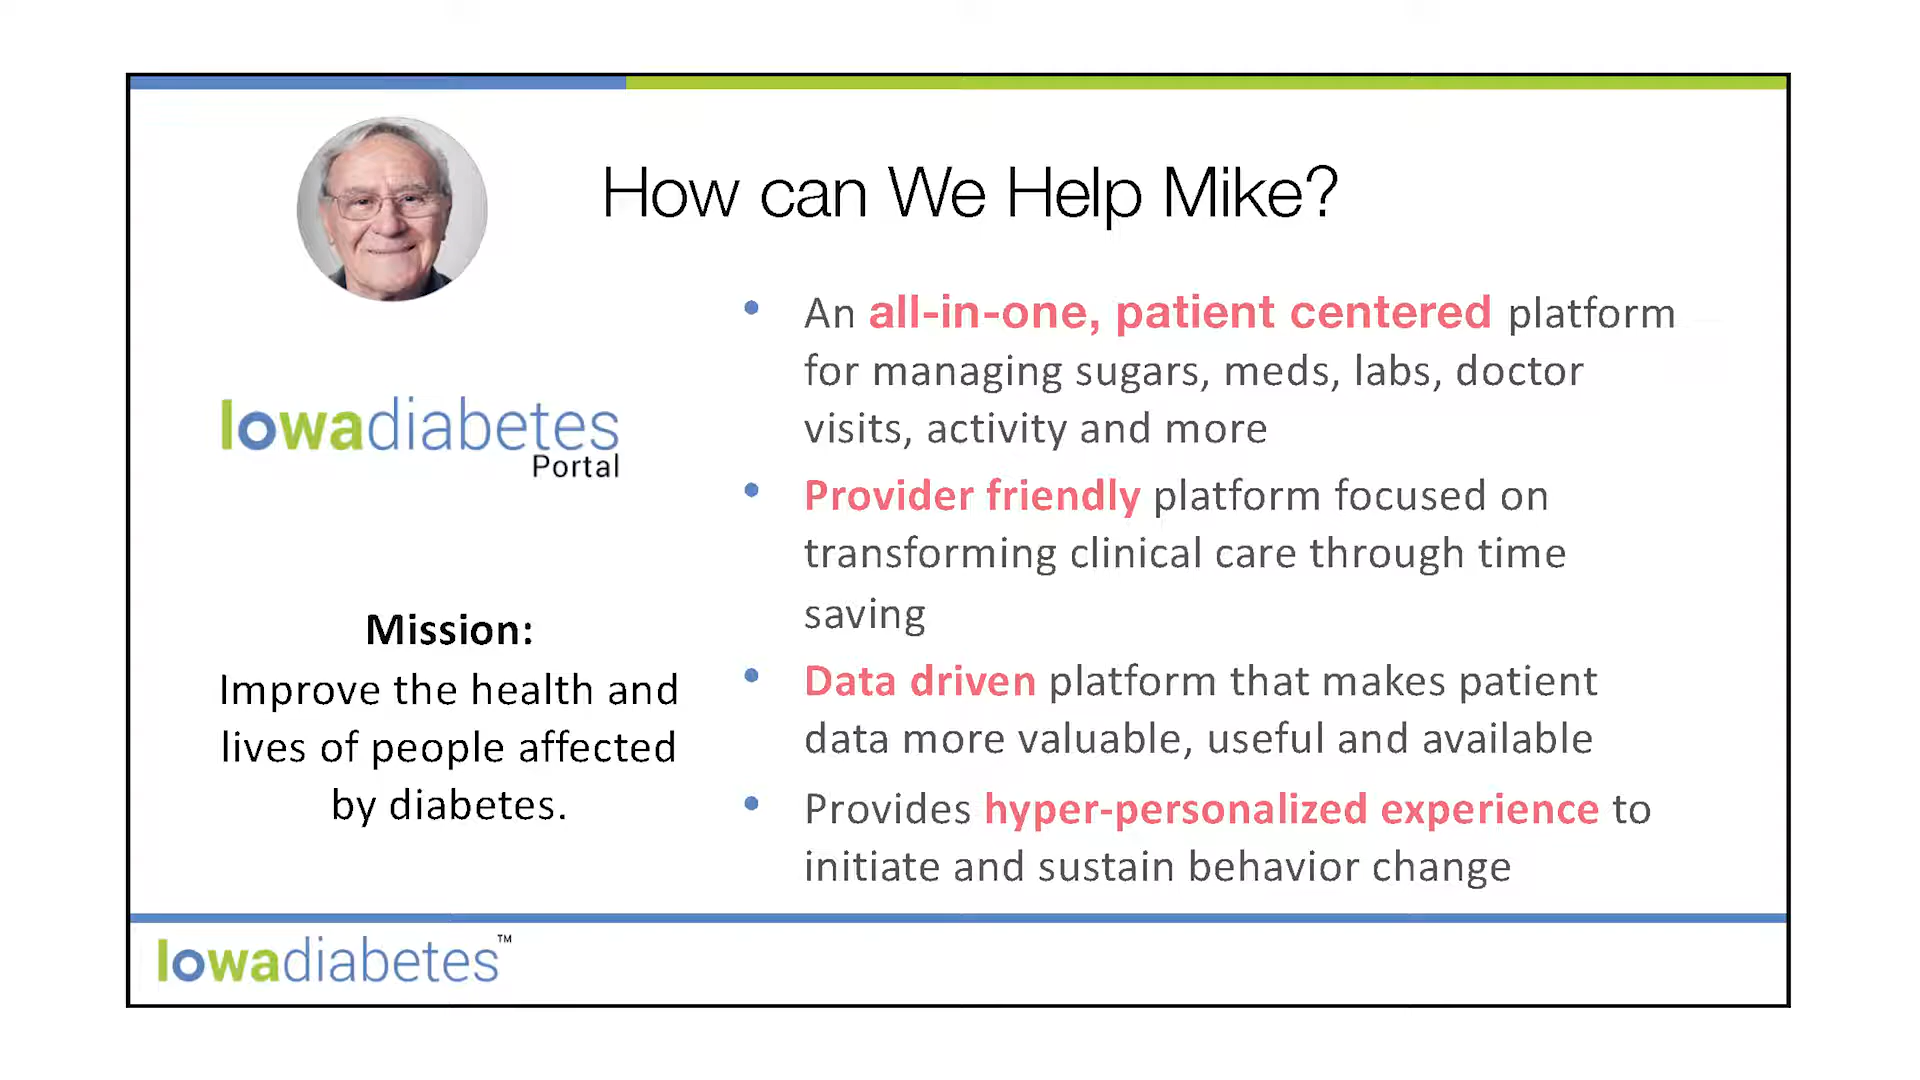 How can We Help Mike?
Iowadiabetes
Portal
Mission:
Improve the health and
lives of people affected
by diabetes.
• An all-in-one, patient centered platform
for managing sugars, meds, labs, doctor
visits, activity and more
• Provider friendly platform focused on
transforming clinical care through time
saving
• Data driven platform that makes patient
data more valuable, useful and available
• Provides hyper-personalized experience to
initiate and sustain behavior change
Iowadiabetes™